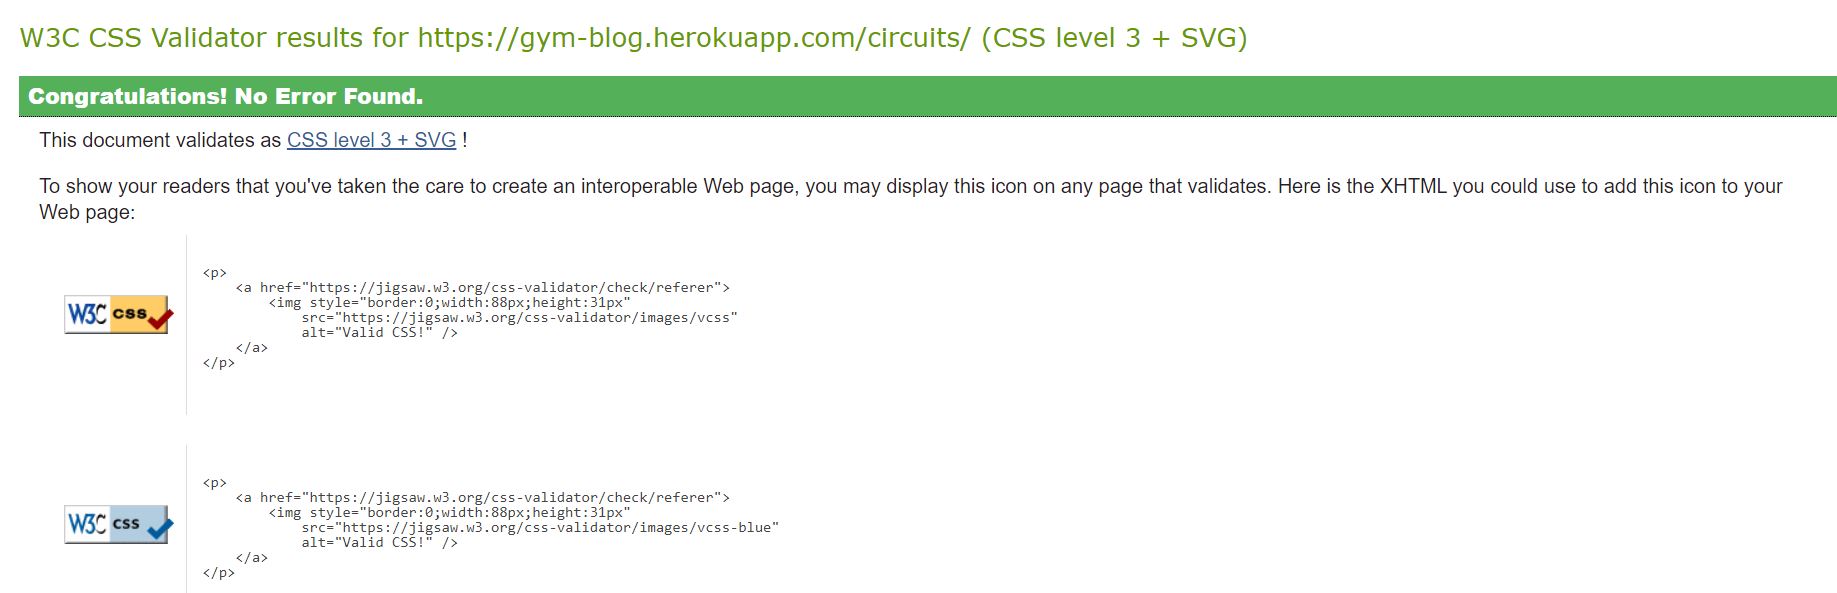 W3C CSS Validator results for https://gym-blog.herokuapp.com/circuits/ (CSS level 3 + SVG)
Congratulations! No Error Found.
This document validates as CSS level 3 + SVG !
To show your readers that you've taken the care to create an interoperable Web page, you may display this icon on any page that validates. Here is the XHTML you could use to add this icon to your
Web page:
W3C css
<p>
<a href="https://jigsaw.w3.org/css-validator/check/referer">
<img style="border:0;width:88px;height:31px"
src="https://jigsaw.w3.org/css-validator/images/vcss"
alt="Valid CSS!" />
</a>
</p>
W3C css
<p>
<a href="https://jigsaw.w3.org/css-validator/check/referer">
<img style="border:0;width:88px;height:31px"
src="https://jigsaw.w3.org/css-validator/images/vcss-blue"
alt="Valid CSS!" />
</a>
</p>